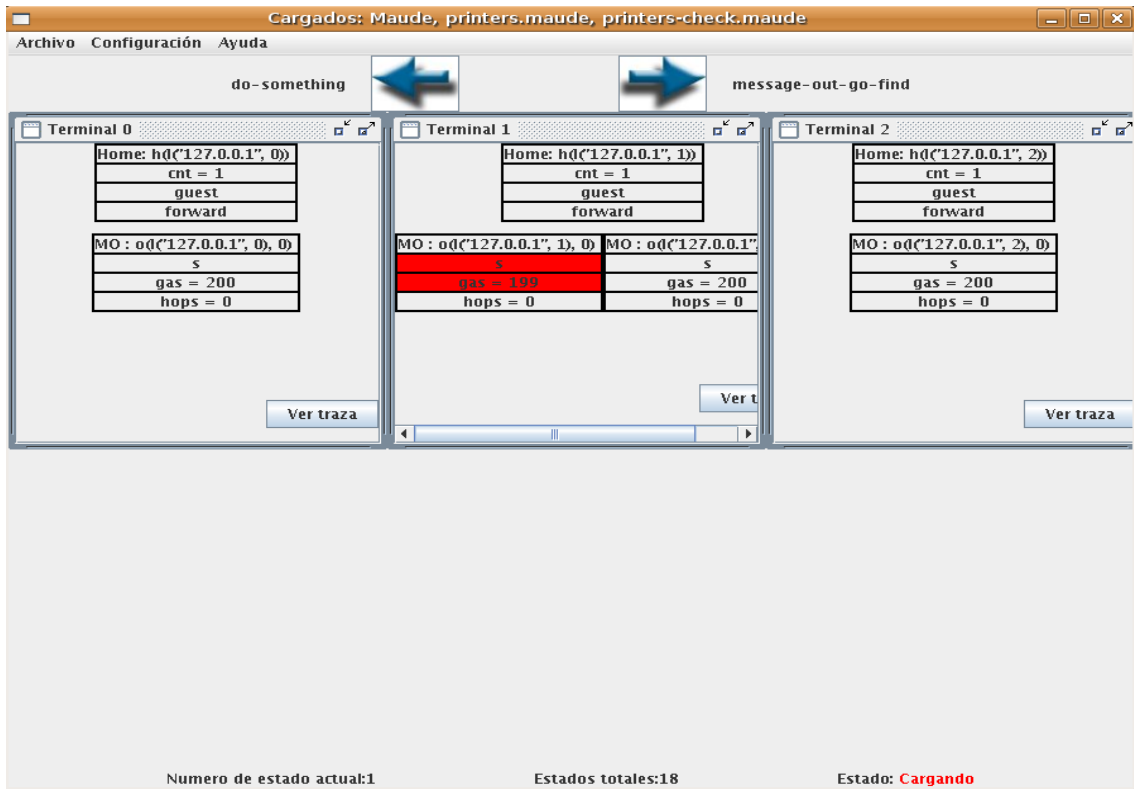 Cargados: Maude, printers.maude, printers-check.maude
Archivo Configuración Ayuda
do-something
message-out-go-find
Terminal 0
Home: h(l("127.0.0.1", 0))
cnt = 1
guest
forward
MO : o(l("127.0.0.1", 0), 0)
s
gas = 200
hops = 0
Ver traza
Terminal 1
Home: h(l("127.0.0.1", 1))
cnt = 1
guest
forward
MO : o(l("127.0.0.1", 1), 0)
s
gas = 199
hops = 0
MO : o(l("127.0.0.1",
s
gas = 200
hops = 0
Ver t
Terminal 2
Home: h(l("127.0.0.1", 2))
cnt = 1
guest
forward
MO : o(l("127.0.0.1", 2), 0)
s
gas = 200
hops = 0
Ver traza
Numero de estado actual:1
Estados totales:18
Estado: Cargando